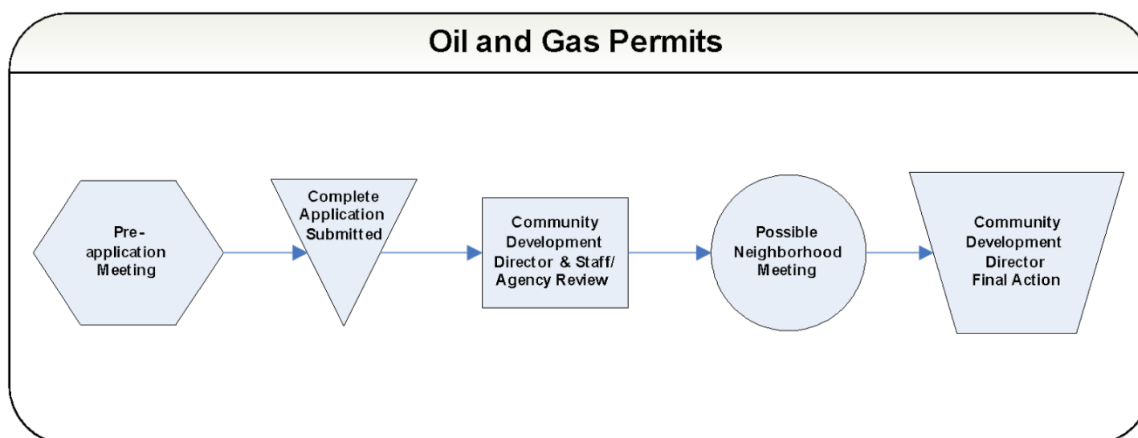 Oil and Gas Permits
Pre-
application
Meeting
Complete
Application
Submitted
Community
Development
Director & Staff/
Agency Review
Possible
Neighborhood
Meeting
Community
Development
Director
Final Action